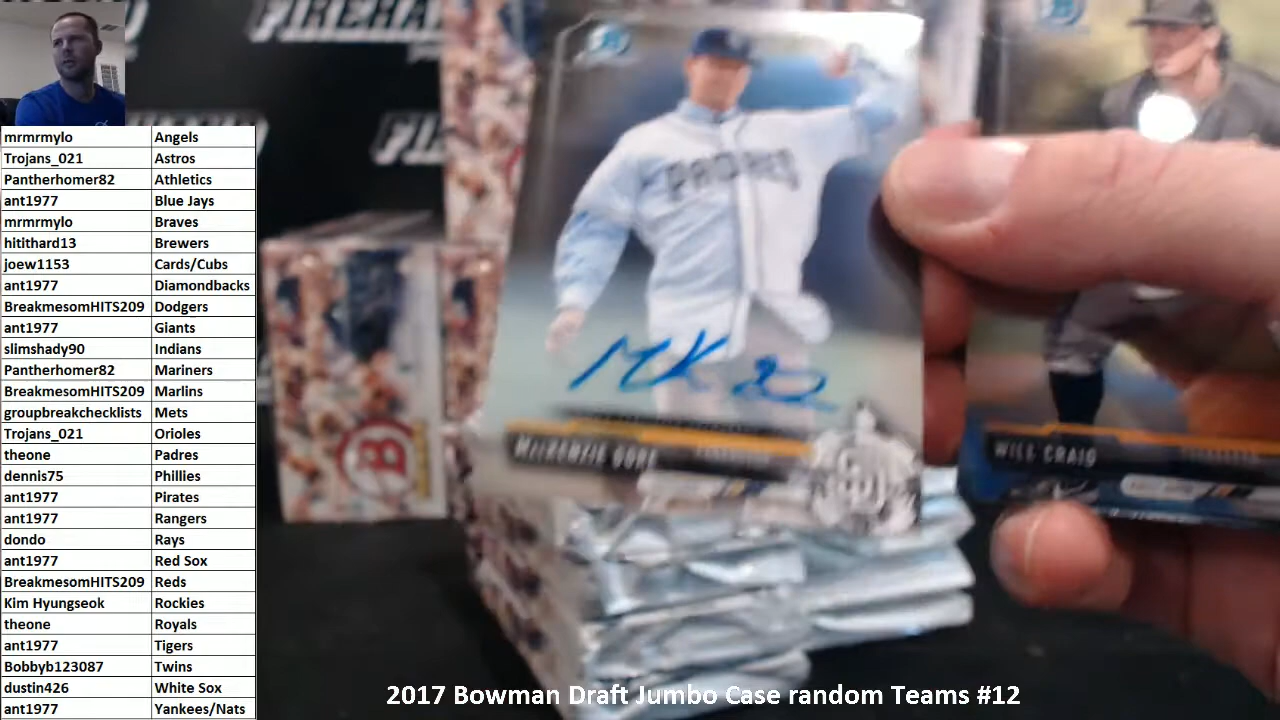 FIREHAND
FIRE
PADRES
MACKENZIE GORE
WILL CRAIG
B
mrmrmylo Angels
Trojans_021 Astros
Pantherhomer82 Athletics
ant1977 Blue Jays
mrmrmylo Braves
hitithard13 Brewers
joew1153 Cards/Cubs
ant1977 Diamondbacks
BreakmesomHITS209 Dodgers
ant1977 Giants
slimshady90 Indians
Pantherhomer82 Mariners
BreakmesomHITS209 Marlins
groupbreakchecklists Mets
Trojans_021 Orioles
theone Padres
dennis75 Phillies
ant1977 Pirates
ant1977 Rangers
dondo Rays
ant1977 Red Sox
BreakmesomHITS209 Reds
Kim Hyungseok Rockies
theone Royals
ant1977 Tigers
Bobbyb123087 Twins
dustin426 White Sox
ant1977 Yankees/Nats
2017 Bowman Draft Jumbo Case random Teams #12